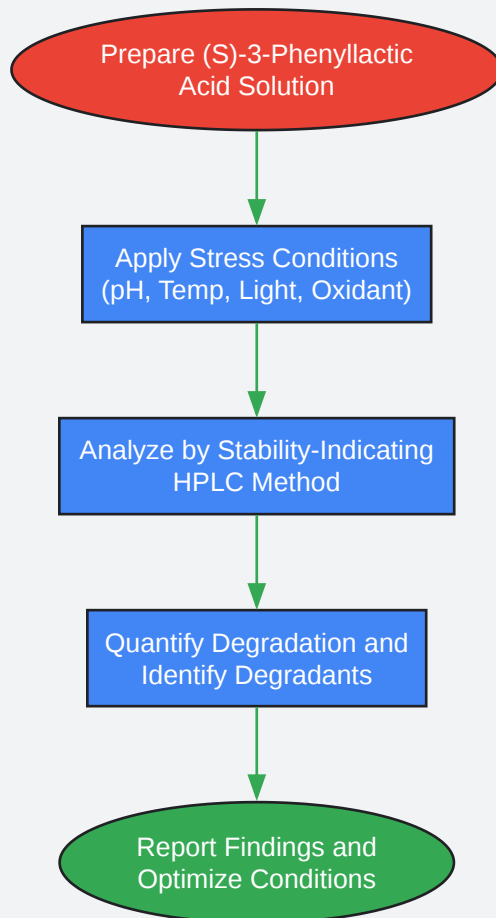 Prepare (S)-3-Phenyllactic
Acid Solution
Apply Stress Conditions
(pH, Temp, Light, Oxidant)
Analyze by Stability-Indicating
HPLC Method
Quantify Degradation and
Identify Degradants
Report Findings and
Optimize Conditions